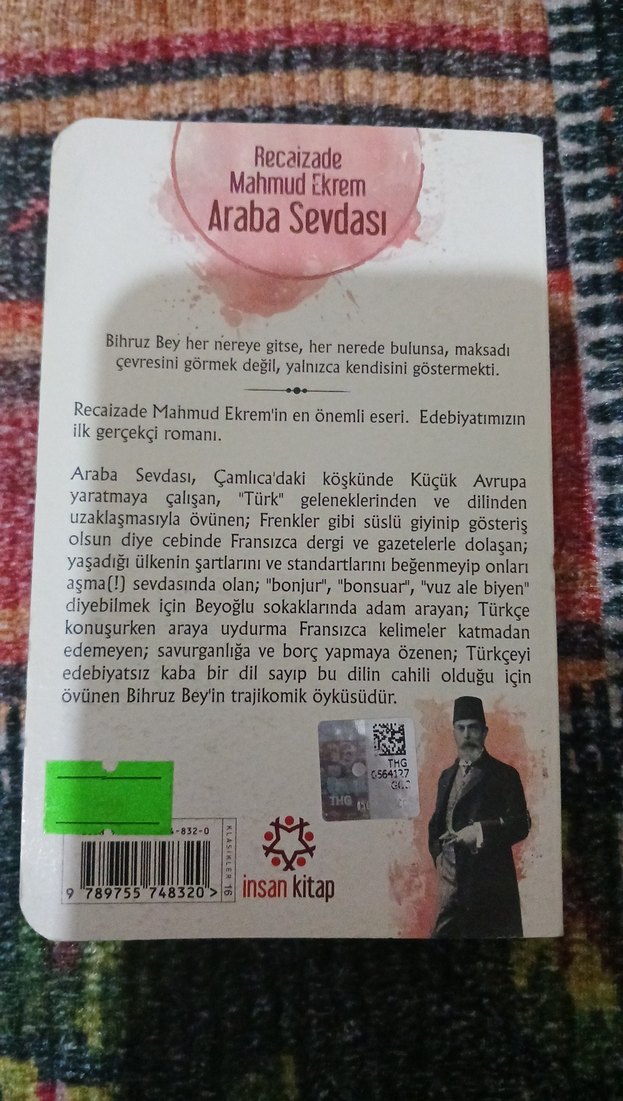 Recaizade
Mahmud Ekrem
Araba Sevdası
Bihruz Bey her nereye gitse, her nerede bulunsa, maksadı
çevresini görmek değil, yalnızca kendisini göstermekti.
Recaizade Mahmud Ekrem'in en önemli eseri. Edebiyatımızın
ilk gerçekçi romanı.
Araba Sevdası, Çamlıca'daki köşkünde Küçük Avrupa
yaratmaya çalışan, "Türk" geleneklerinden ve dilinden
uzaklaşmasıyla övünen; Frenkler gibi süslü giyinip gösteriş
olsun diye cebinde Fransızca dergi ve gazetelerle dolaşan;
yaşadığı ülkenin şartlarını ve standartlarını beğenmeyip onları
aşma(!) sevdasında olan; "bonjur", "bonsuar", "vuz ale biyen"
diyebilmek için Beyoğlu sokaklarında adam arayan; Türkçe
konuşurken araya uydurma Fransızca kelimeler katmadan
edemeyen; savurganlığa ve borç yapmaya özenen; Türkçeyi
edebiyatsız kaba bir dil sayıp bu dilin cahili olduğu için
övünen Bihruz Bey'in trajikomik öyküsüdür.
THG
0564127
THG
4-832-0
KLASİKLER 16
9 789755 748320 >
insan kitap